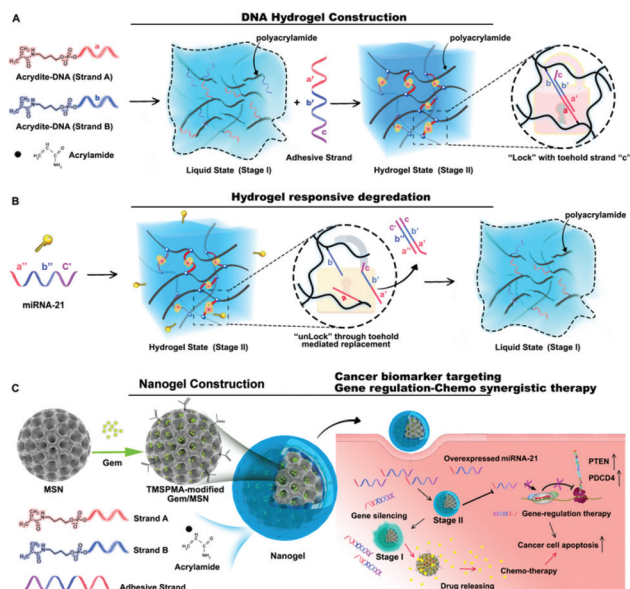 A
DNA Hydrogel Construction
a
Acrydite-DNA (Strand A)
b
Acrydite-DNA (Strand B)
Acrylamide
polyacrylamide
Liquid State (Stage I)
+
a'
b'
c
Adhesive Strand
polyacrylamide
Hydrogel State (Stage II)
c
b
b'
a'
a
"Lock" with toehold strand "c"
B
Hydrogel responsive degredation
a''
b''
C'
miRNA-21
Hydrogel State (Stage II)
b
c
b'
a'
a
C'
c
b''
b'
a''
a'
"unLock" through toehold
mediated replacement
polyacrylamide
Liquid State (Stage I)
C
Nanogel Construction
Cancer biomarker targeting
Gene regulation-Chemo synergistic therapy
MSN
Gem
TMSPMA-modified
Gem/MSN
Nanogel
Strand A
Strand B
Adhesive Strand
Acrylamide
Overexpressed miRNA-21
Gene silencing
Stage II
Stage I
Drug releasing
Chemo-therapy
PTEN
PDCD4
Gene-regulation therapy
Cancer cell apoptosis